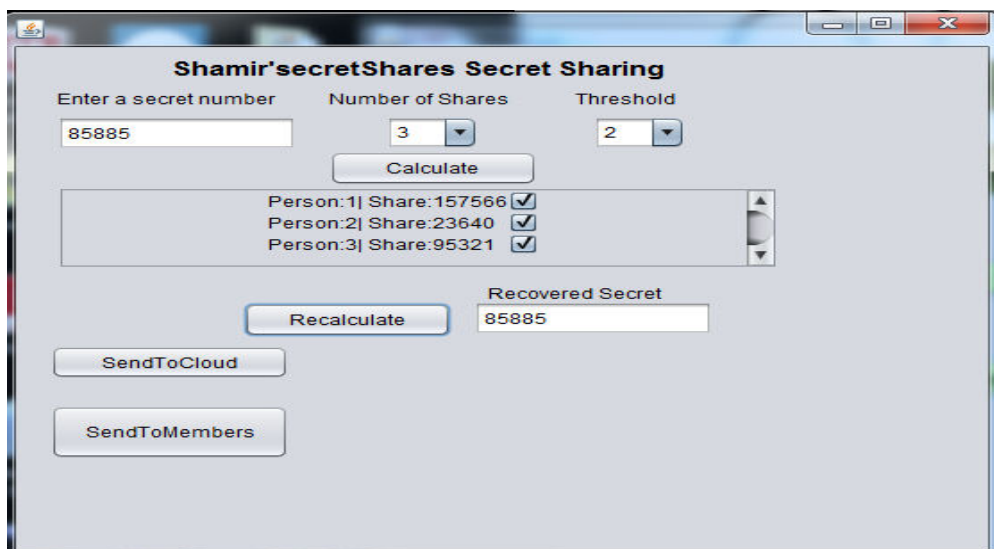 Shamir'secretShares Secret Sharing
Enter a secret number Number of Shares Threshold
85885 3 2
Calculate
Person:1| Share:157566
Person:2| Share:23640
Person:3| Share:95321
Recovered Secret
Recalculate 85885
SendToCloud
SendToMembers